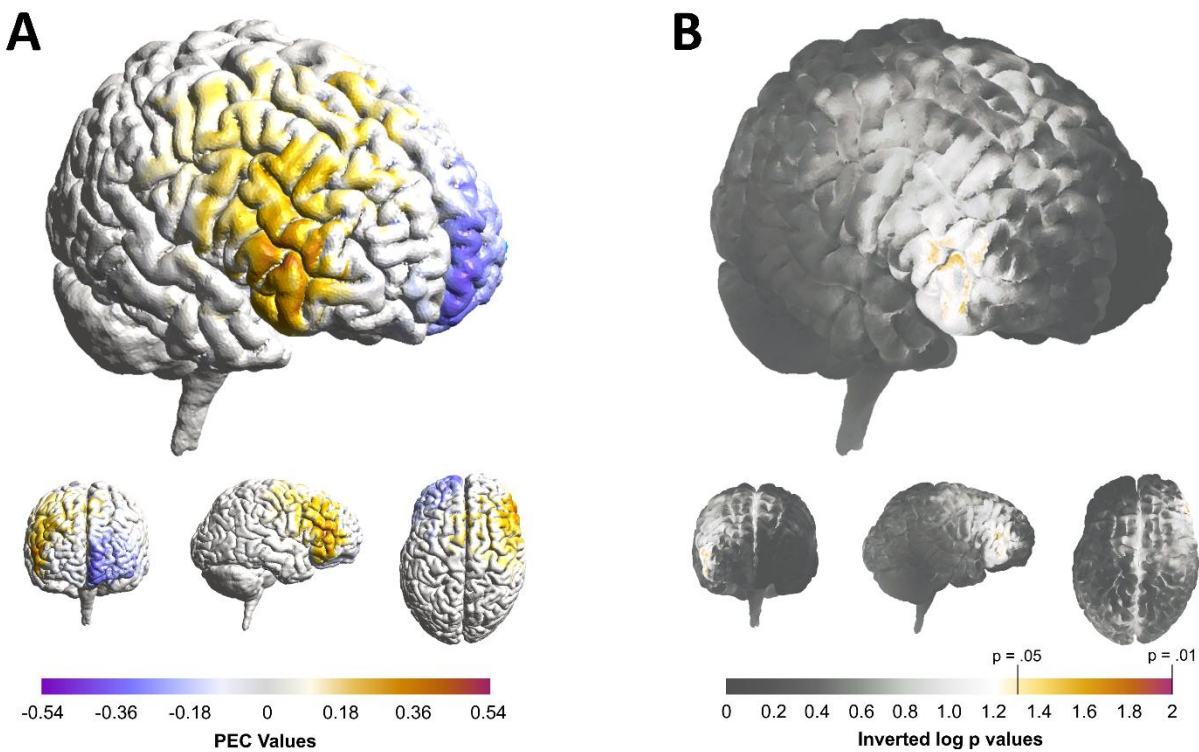 A
B
p = .05
p = .01
-0.54 -0.36 -0.18 0 0.18 0.36 0.54
PEC Values
0 0.2 0.4 0.6 0.8 1.0 1.2 1.4 1.6 1.8 2
Inverted log p values